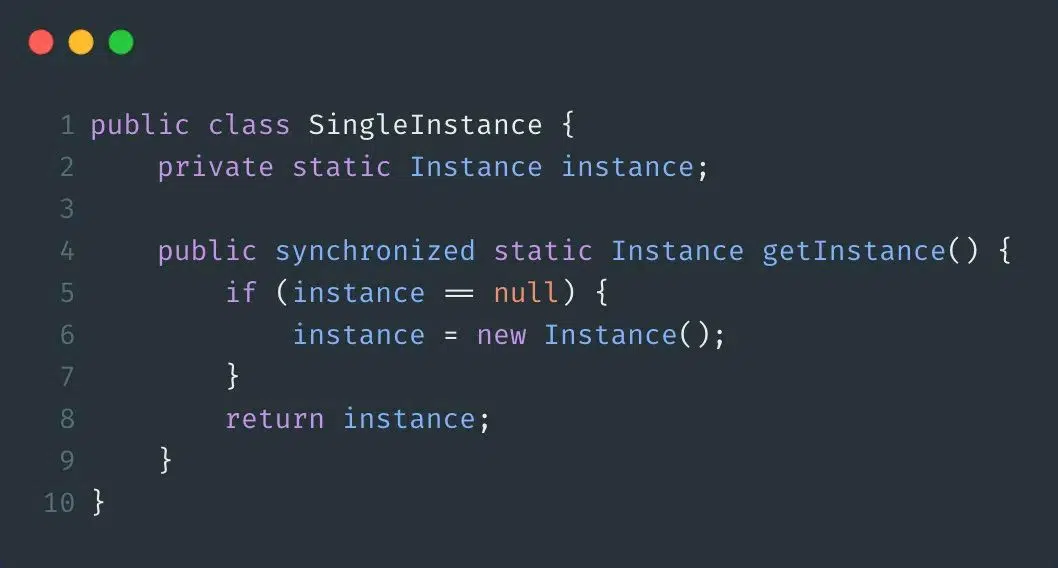 1 public class SingleInstance {
2     private static Instance instance;
3
4     public synchronized static Instance getInstance() {
5         if (instance == null) {
6             instance = new Instance();
7         }
8         return instance;
9     }
10 }